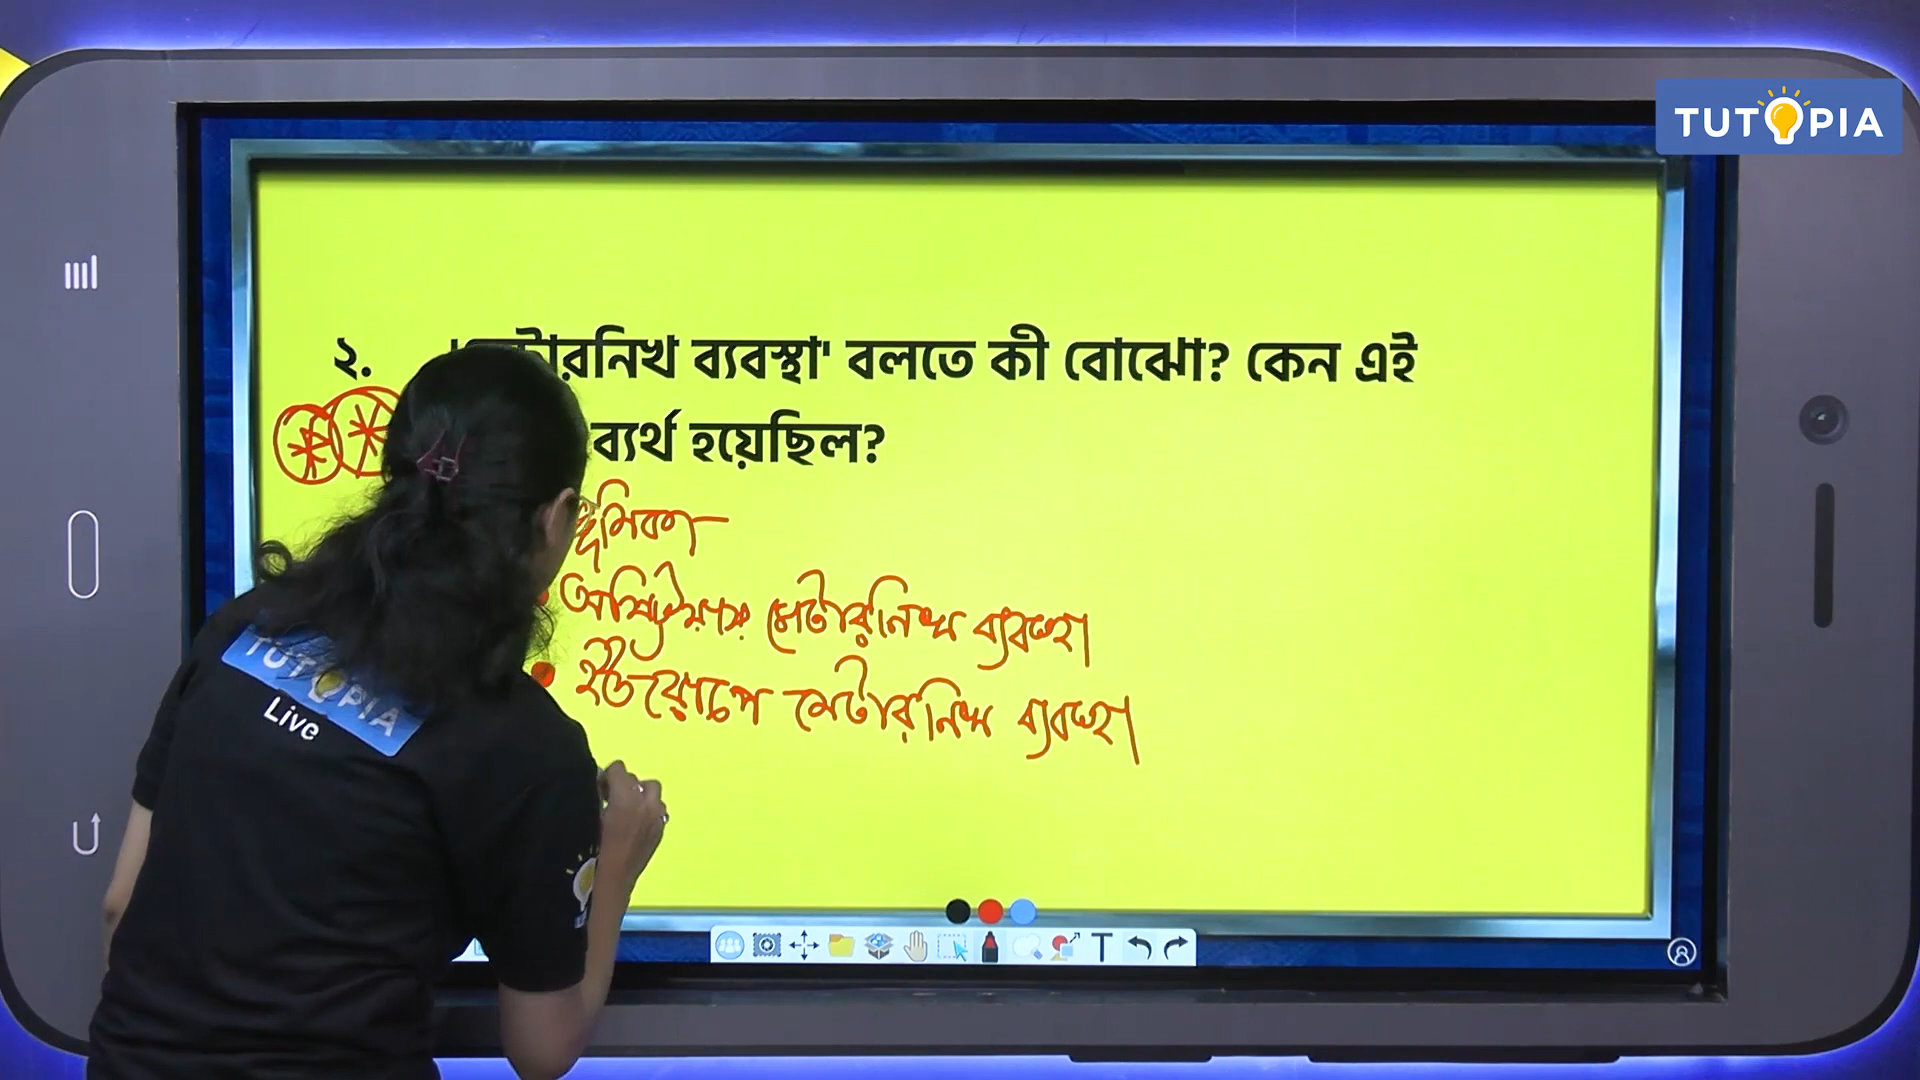 TUTOPIA
২. 'মেটারনিখ ব্যবস্থা' বলতে কী বোঝো? কেন এই
ব্যর্থ হয়েছিল?
ভূমিকা—
অস্ট্রিয়ায় মেটারনিখ ব্যবস্থা
ইউরোপে মেটারনিখ ব্যবস্থা
TUTOPIA
Live
T